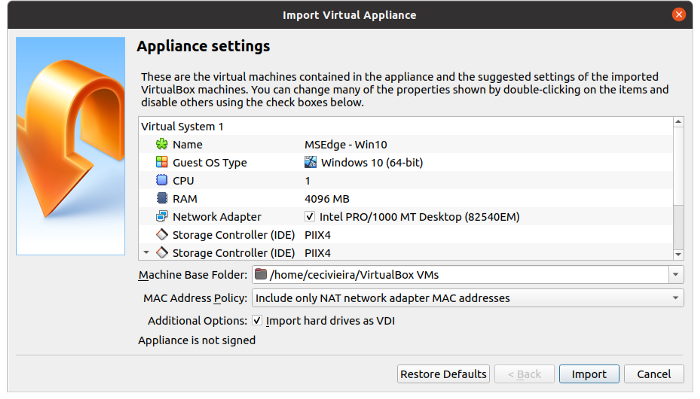 Import Virtual Appliance
Appliance settings
These are the virtual machines contained in the appliance and the suggested settings of the imported
VirtualBox machines. You can change many of the properties shown by double-clicking on the items and
disable others using the check boxes below.
Virtual System 1
Name MSEdge - Win10
Guest OS Type Windows 10 (64-bit)
CPU 1
RAM 4096 MB
Network Adapter Intel PRO/1000 MT Desktop (82540EM)
Storage Controller (IDE) PIIX4
Storage Controller (IDE) PIIX4
Machine Base Folder: /home/cecivieira/VirtualBox VMs
MAC Address Policy: Include only NAT network adapter MAC addresses
Additional Options: Import hard drives as VDI
Appliance is not signed
Restore Defaults < Back Import Cancel